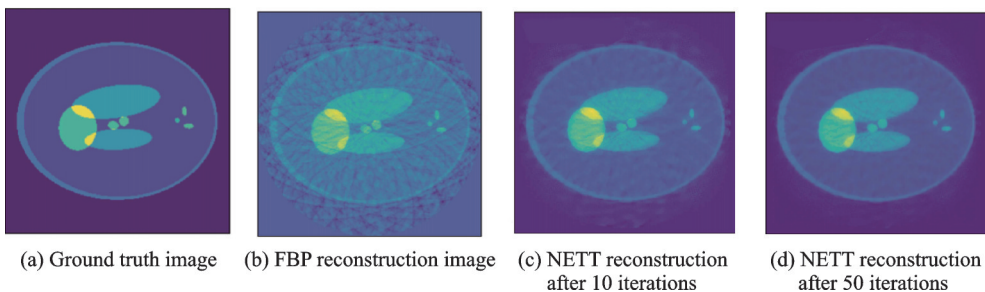 (a) Ground truth image
(b) FBP reconstruction image
(c) NETT reconstruction
after 10 iterations
(d) NETT reconstruction
after 50 iterations